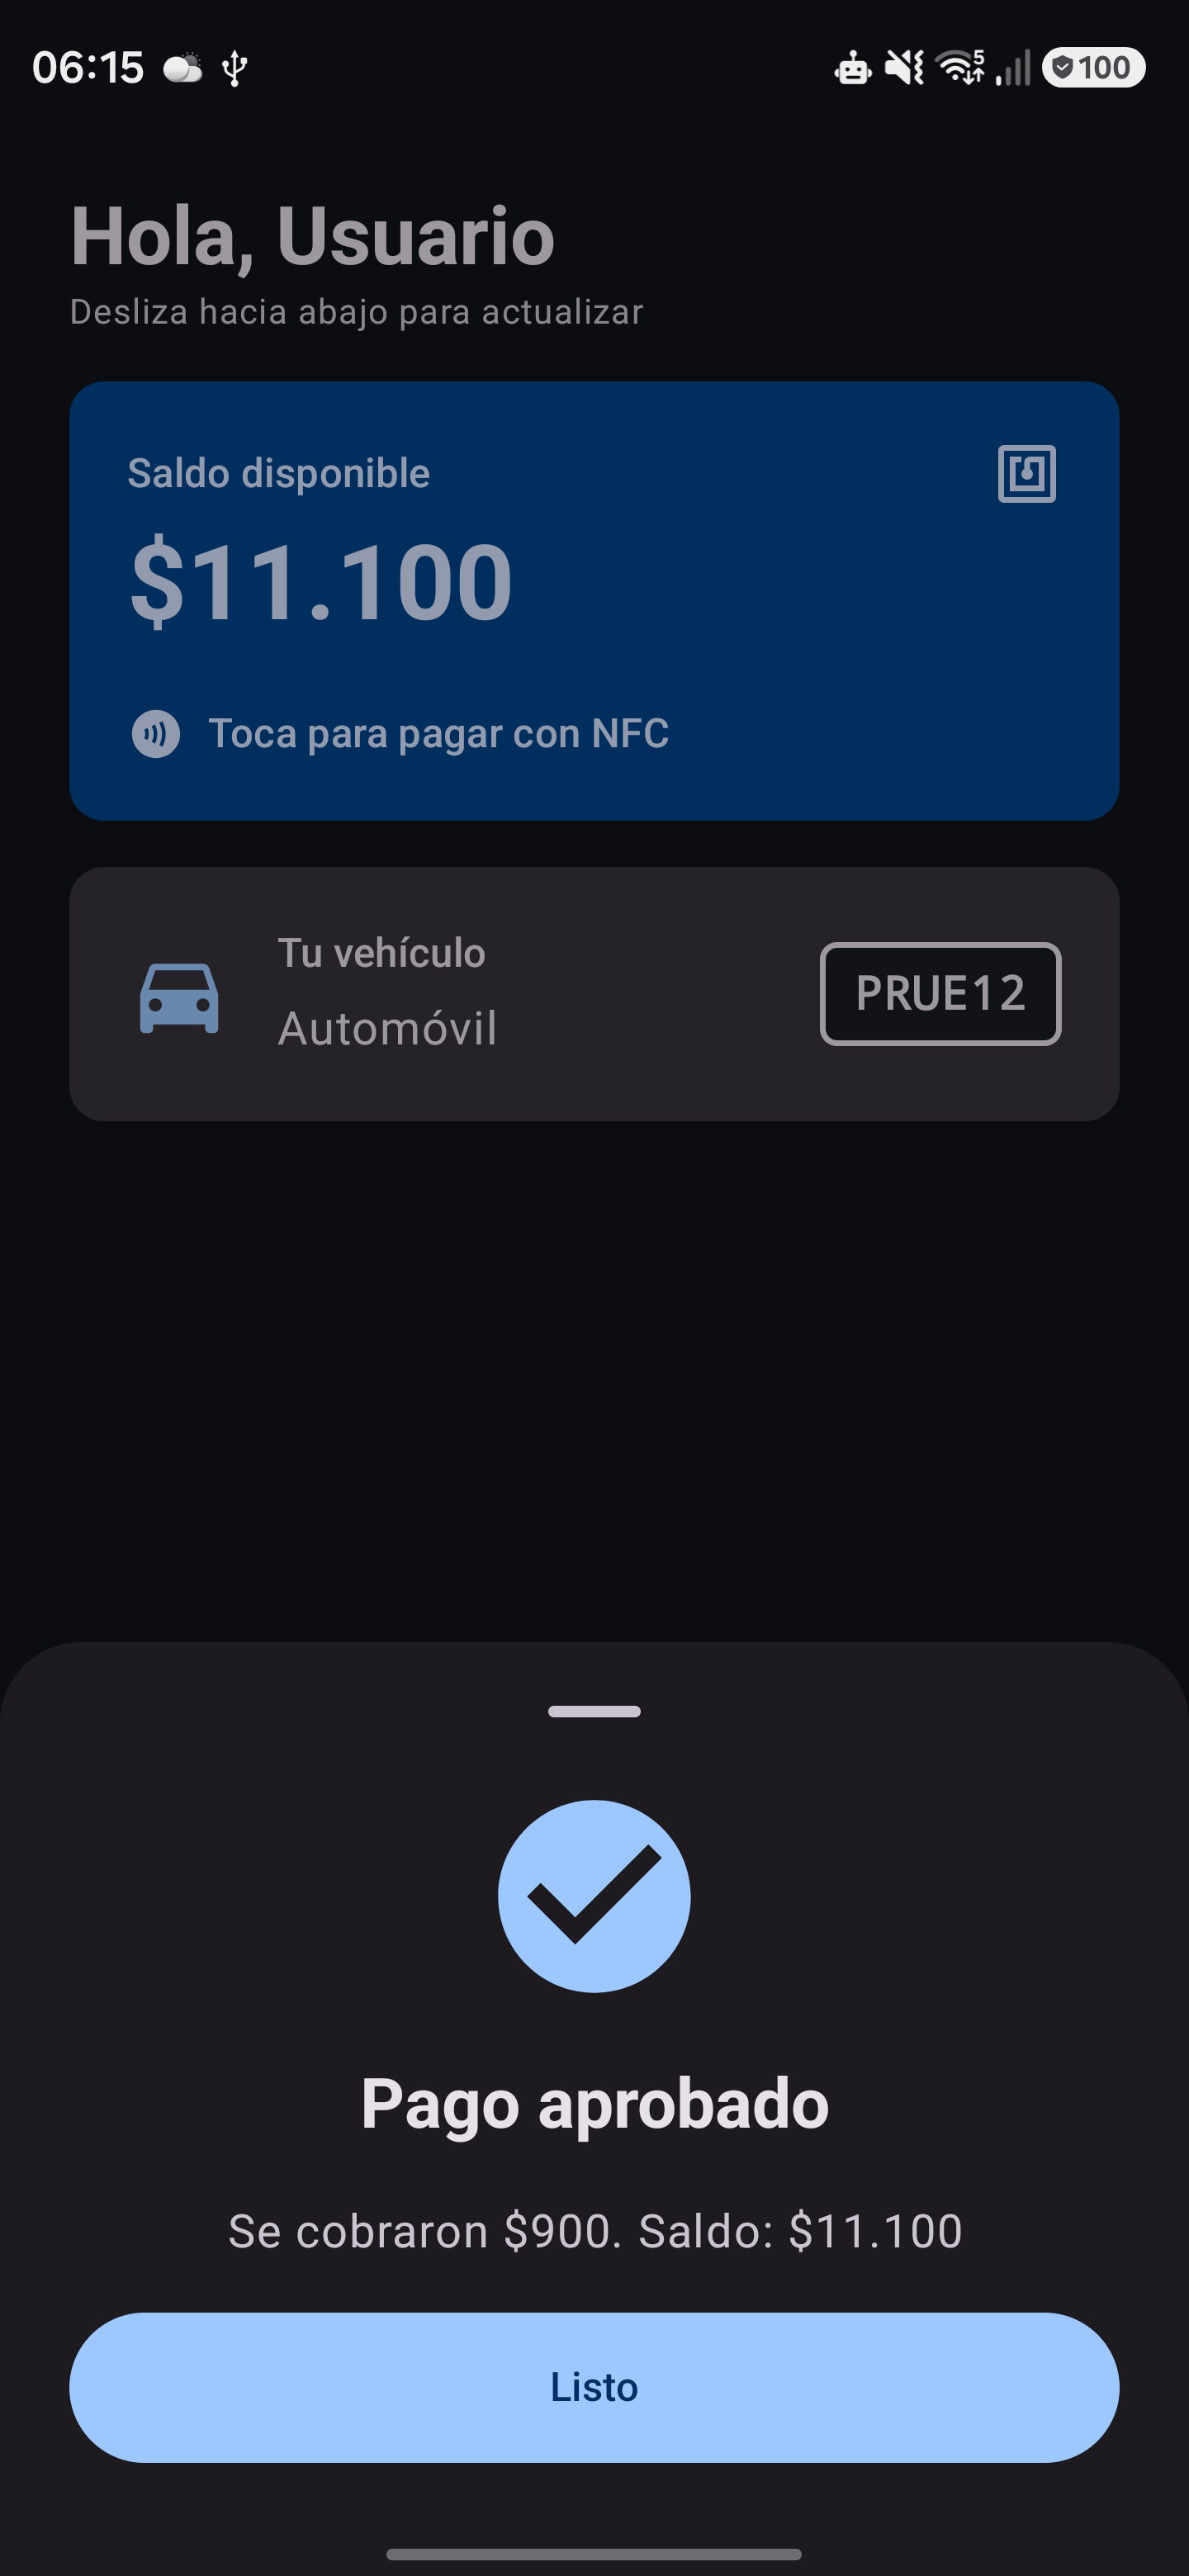 06:15
5
100
Hola, Usuario
Desliza hacia abajo para actualizar
Saldo disponible
$11.100
Toca para pagar con NFC
Tu vehículo
Automóvil
PRUE12
Pago aprobado
Se cobraron $900. Saldo: $11.100
Listo